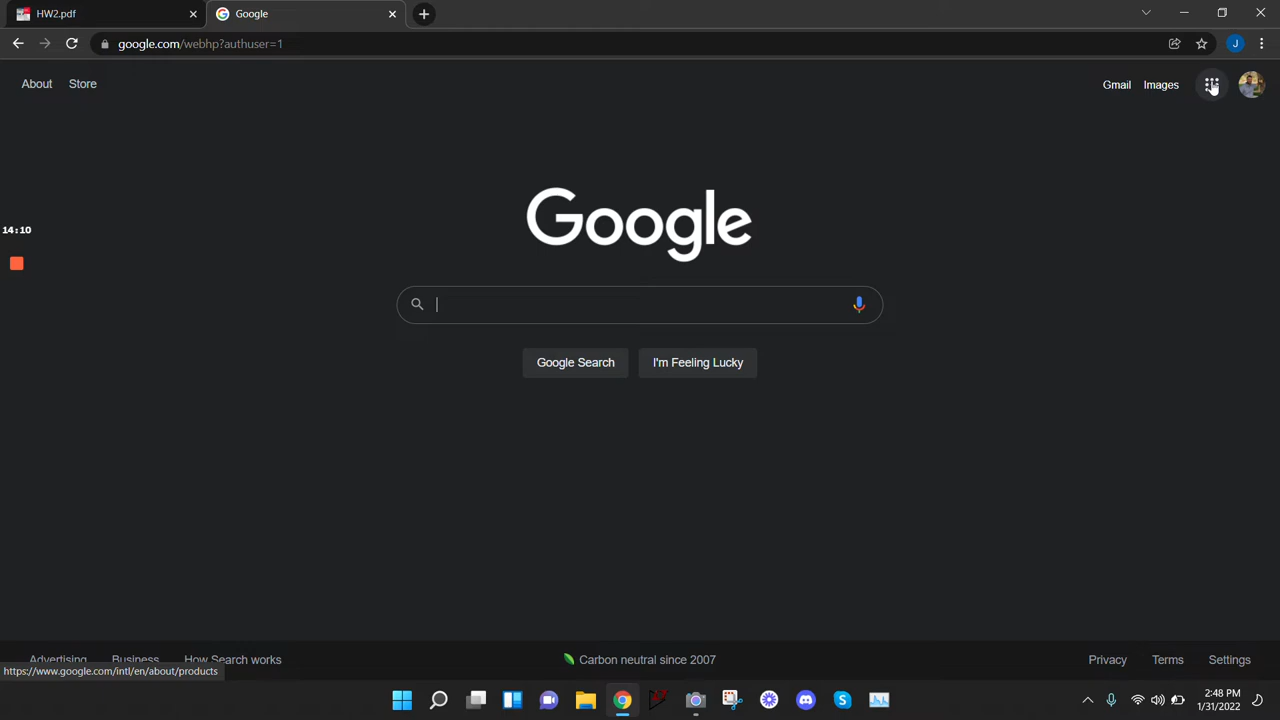 HW2.pdf
Google
google.com/webhp?authuser=1
J
About Store
Gmail Images
Google
14:10
Google Search I'm Feeling Lucky
Advertising Business How Search works
Carbon neutral since 2007
Privacy Terms Settings
https://www.google.com/intl/en/about/products
2:48 PM
1/31/2022